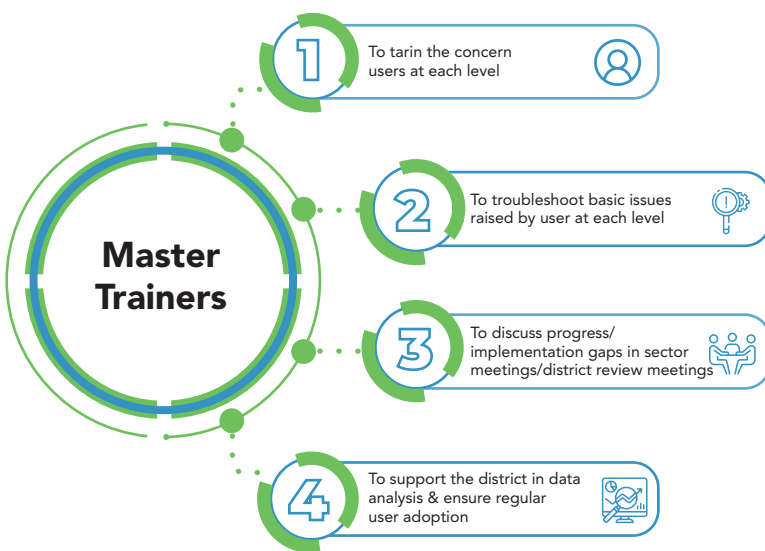 1
To tarin the concern
users at each level
Master
Trainers
2
To troubleshoot basic issues
raised by user at each level
3
To discuss progress/
implementation gaps in sector
meetings/district review meetings
4
To support the district in data
analysis & ensure regular
user adoption